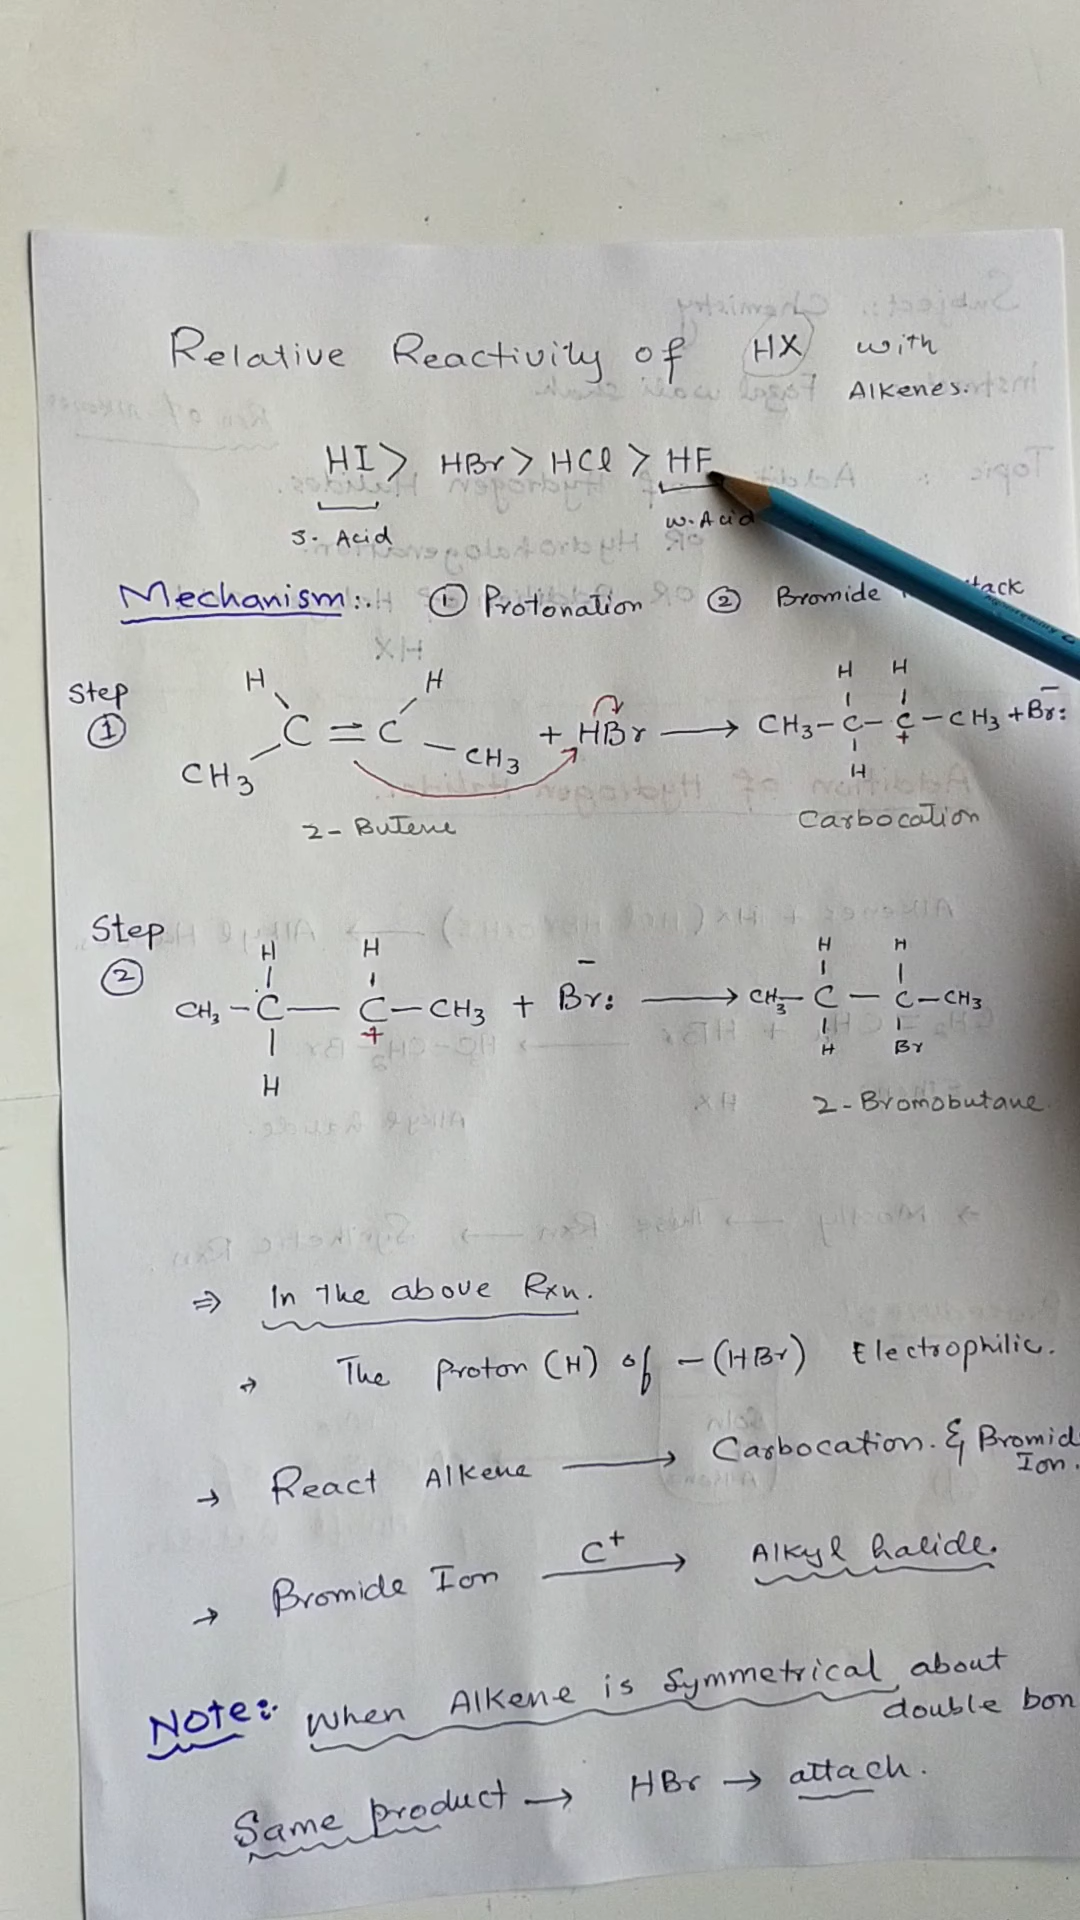 Relative Reactivity of HX with
Alkenes.
HI > HBr > HCl > HF
S. Acid w. Acid
Mechanism:. ① Protonation ② Bromide
Step
①
H H H H
C = C + HBr ⟶ CH3 - C - C - CH3 + Br:
CH3 CH3 H + –
2- Butene Carbocation
Step
②
H H – H H
CH3 - C — C - CH3 + Br: ⟶ CH3 - C — C - CH3
H + H Br
2-Bromobutane
⇒ In the above Rxn.
→ The Proton (H) of – (HBr) Electrophilic.
→ React Alkene ⟶ Carbocation. & Bromid
Ion.
→ Bromide Ion C+ ⟶ Alkyl halide.
Note:. When Alkene is Symmetrical about
double bon
Same product → HBr → attach.